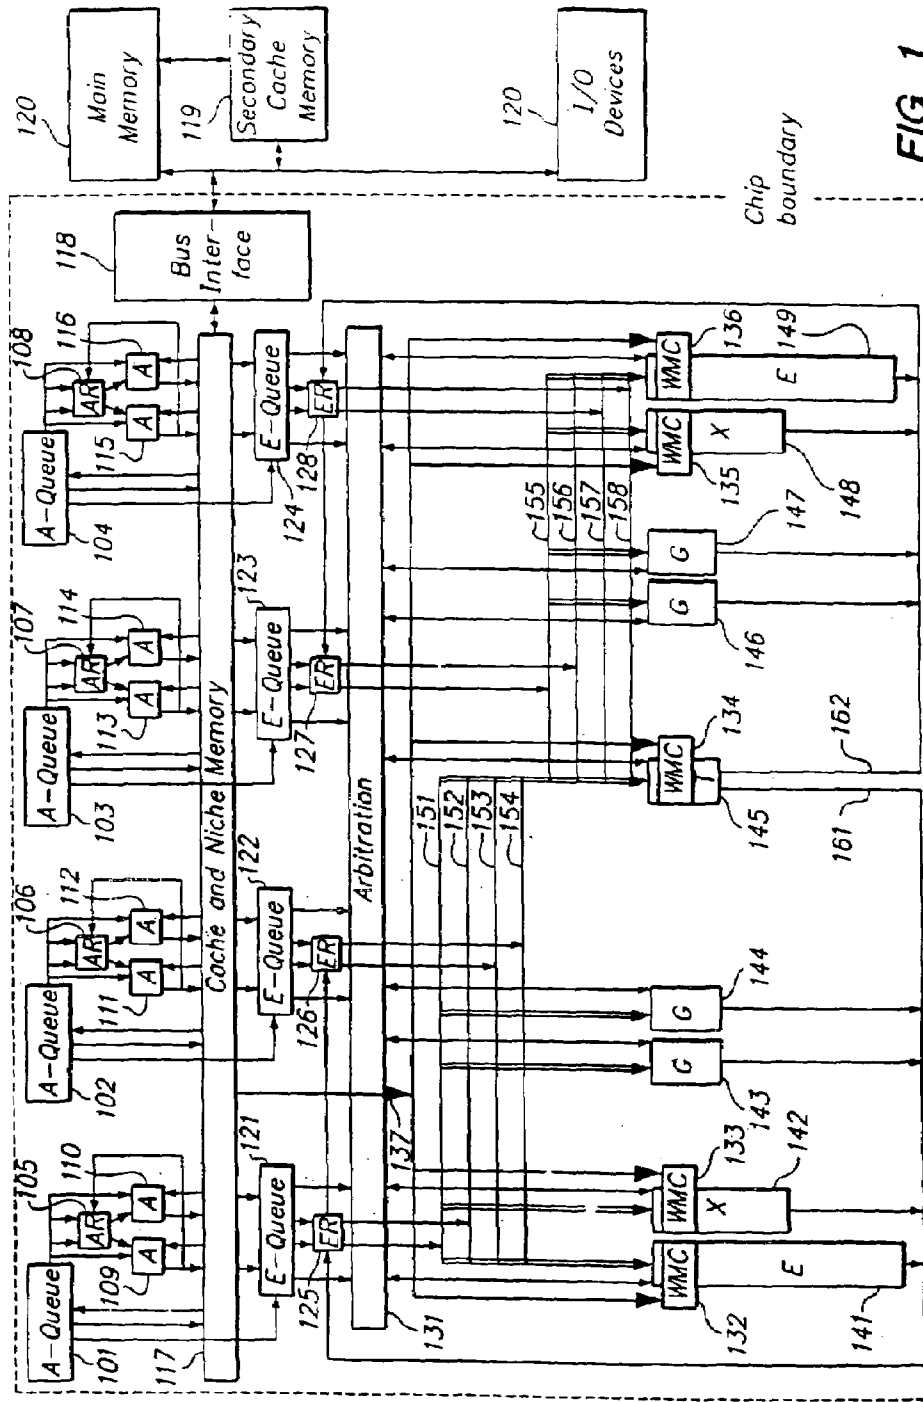 108
107
106
105
116
114
112
110
AR
AR
AR
AR
A
A
A
A
A
A
A
A
115
113
111
109
A-Queue
A-Queue
A-Queue
A-Queue
101
102
103
104
118
Bus
Inter-
face
120
Main
Memory
119
Secondary
Cache
Memory
120
I/O
Devices
Chip
boundary
117
Cache and Niche Memory
121
122
123
124
E-Queue
E-Queue
E-Queue
E-Queue
125
126
127
128
ER
ER
ER
ER
131
Arbitration
137
151
152
153
154
155
156
157
158
132
133
134
135
136
WMC
WMC
WMC
WMC
WMC
E
X
G
G
T
G
G
X
E
141
142
143
144
145
146
147
148
149
161
162
FIG. 1